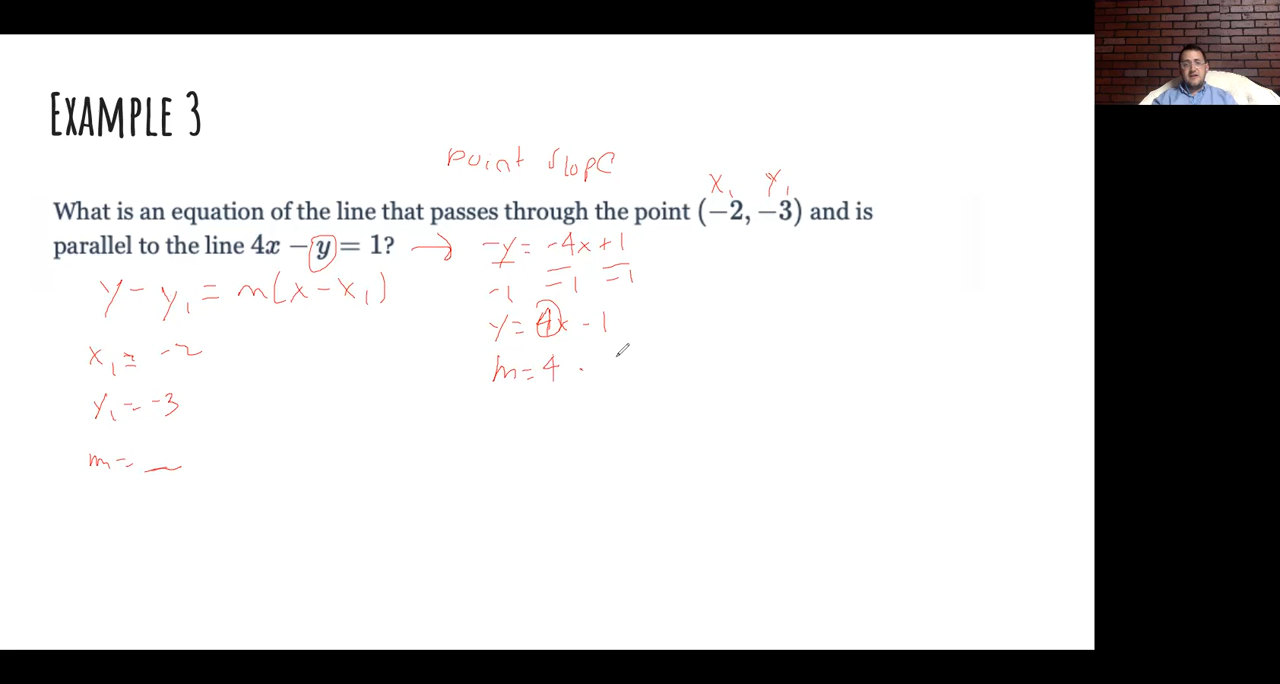 EXAMPLE 3
point slope
x₁ y₁
What is an equation of the line that passes through the point (−2, −3) and is
parallel to the line 4x − y = 1? →
-y = -4x + 1
-1 -1 -1
y = 4x - 1
m = 4 .
y - y₁ = m(x - x₁)
x₁ = -2
y₁ = -3
m = _